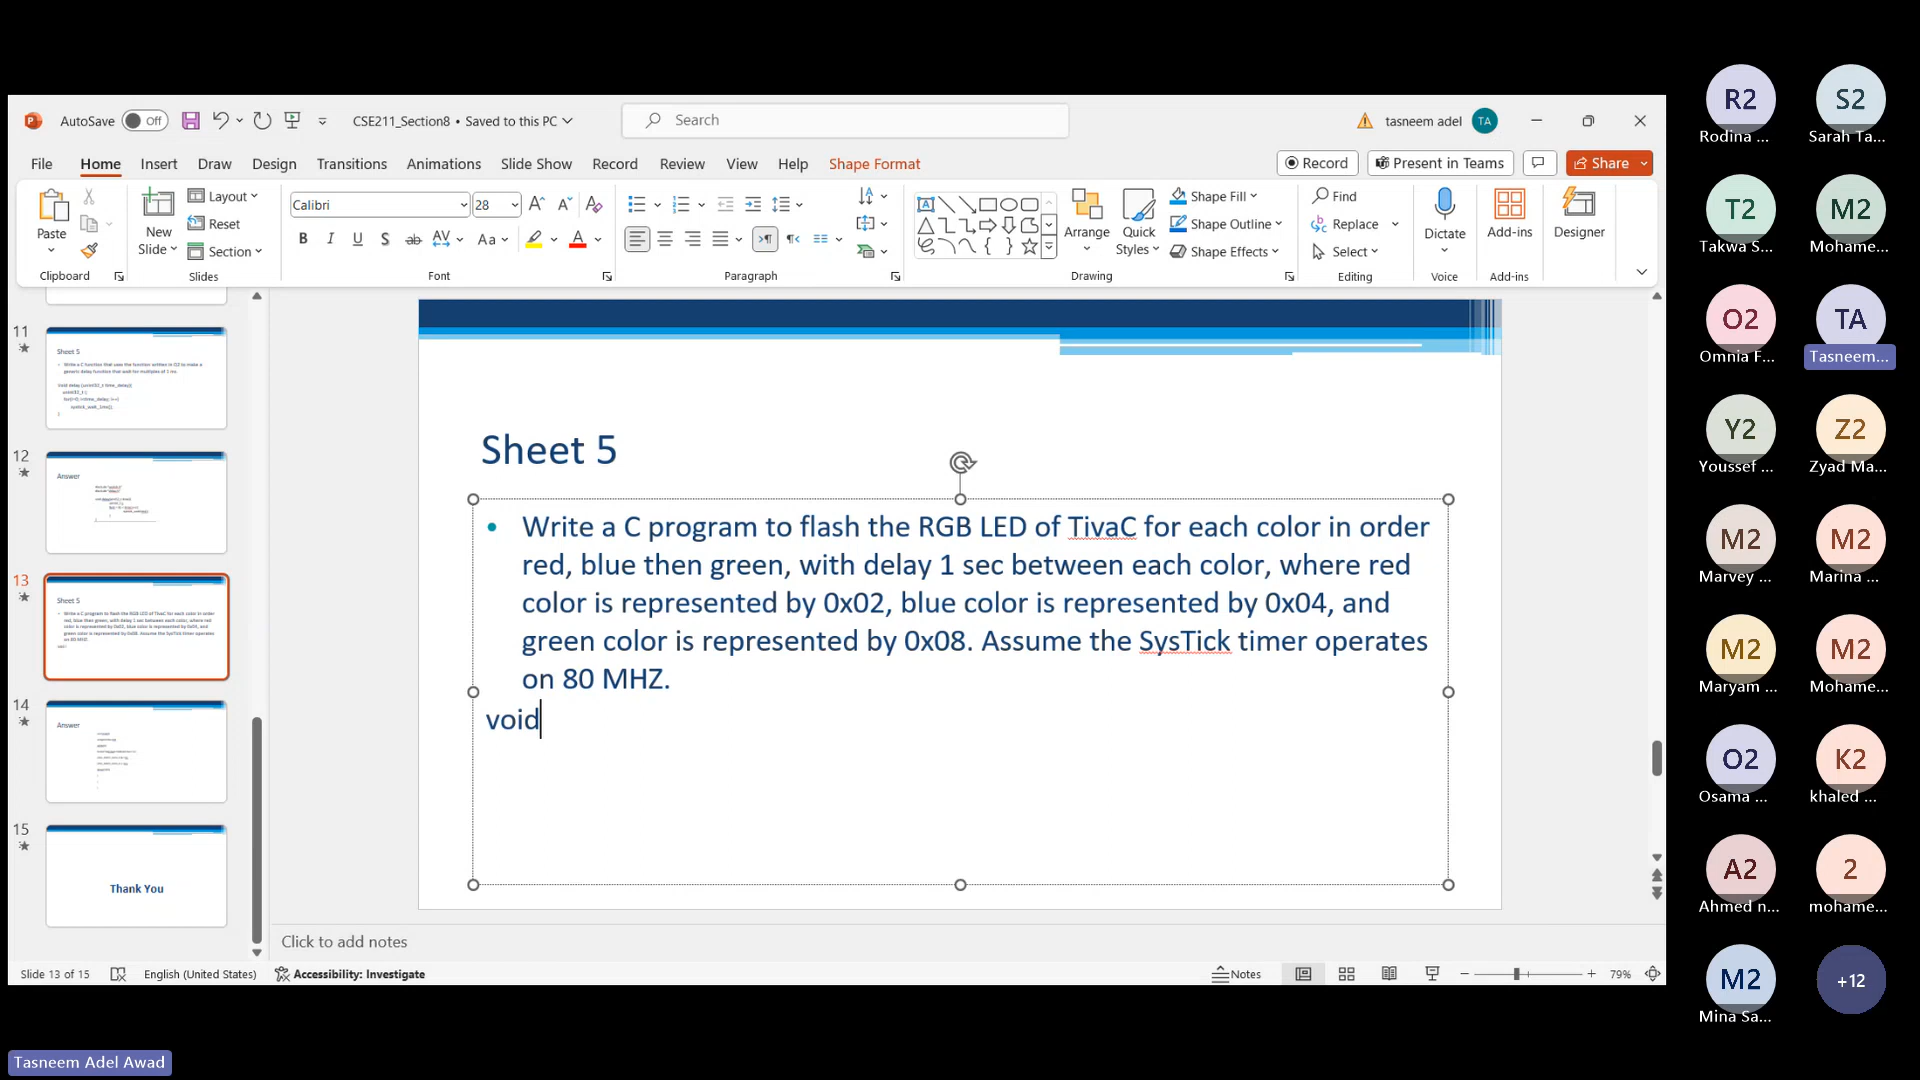 AutoSave Off CSE211_Section8 • Saved to this PC Search tasneem adel TA
File Home Insert Draw Design Transitions Animations Slide Show Record Review View Help Shape Format Record Present in Teams Share
Paste New Slide Layout Reset Section Calibri 28 Arrange Quick Styles Shape Fill Shape Outline Shape Effects Find Replace Select Dictate Add-ins Designer
Clipboard Slides Font Paragraph Drawing Editing Voice Add-ins
11
Sheet 5
12
Answer
13
Sheet 5
14
Answer
15
Thank You
Sheet 5
• Write a C program to flash the RGB LED of TivaC for each color in order
red, blue then green, with delay 1 sec between each color, where red
color is represented by 0x02, blue color is represented by 0x04, and
green color is represented by 0x08. Assume the SysTick timer operates
on 80 MHZ.
void
Click to add notes
Slide 13 of 15 English (United States) Accessibility: Investigate Notes 79%
R2 S2
Rodina ... Sarah Ta...
T2 M2
Takwa S... Mohame...
O2 TA
Omnia F... Tasneem...
Y2 Z2
Youssef ... Zyad Ma...
M2 M2
Marvey ... Marina ...
M2 M2
Maryam ... Mohame...
O2 K2
Osama ... khaled ...
A2 2
Ahmed n... mohame...
M2 +12
Mina Sa...
Tasneem Adel Awad